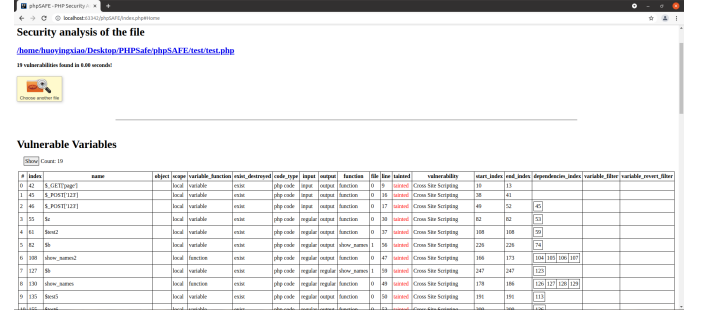 phpSAFE - PHP Security A
localhost:63342/phpSAFE/index.php#Home
Security analysis of the file
/home/huoyingxiao/Desktop/PHPSafe/phpSAFE/test/test.php
19 vulnerabilities found in 0.00 seconds!
Choose another file
Vulnerable Variables
Show Count: 19
# index name object scope variable_function exist_destroyed code_type input output function file line tainted vulnerability start_index end_index dependencies_index variable_filter variable_revert_filter
0 42 $_GET['page'] local variable exist php code input output function 0 9 tainted Cross Site Scripting 10 13
1 45 $_POST['123'] local variable exist php code input output function 0 16 tainted Cross Site Scripting 38 41
2 46 $_POST['123'] local variable exist php code input output function 0 17 tainted Cross Site Scripting 49 52 45
3 55 $c local variable exist php code regular output function 0 30 tainted Cross Site Scripting 82 82 53
4 61 $test2 local variable exist php code regular output function 0 37 tainted Cross Site Scripting 108 108 59
5 82 $b local variable exist php code regular output show_names 1 56 tainted Cross Site Scripting 226 226 74
6 108 show_names2 local function exist php code regular output function 0 47 tainted Cross Site Scripting 166 173 104 105 106 107
7 127 $b local variable exist php code regular regular show_names 1 59 tainted Cross Site Scripting 247 247 123
8 130 show_names local function exist php code regular output function 0 49 tainted Cross Site Scripting 178 186 126 127 128 129
9 135 $test5 local variable exist php code regular output function 0 50 tainted Cross Site Scripting 191 191 113